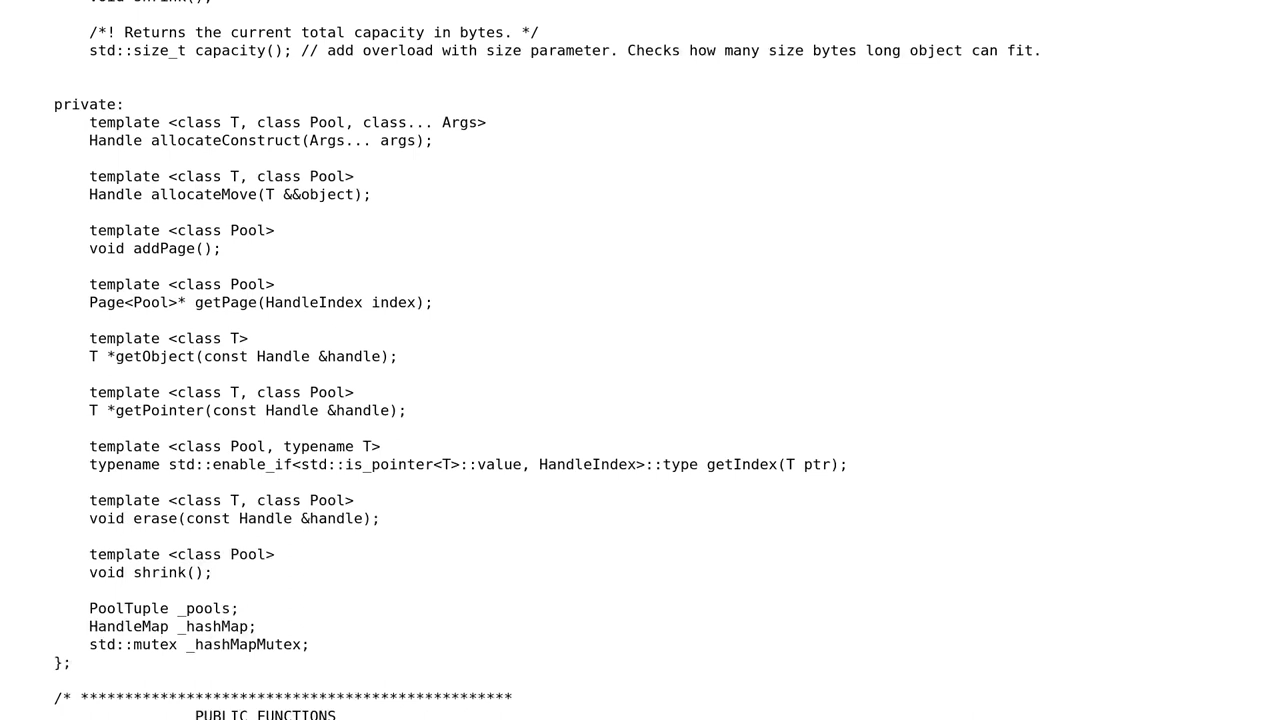 void shrink();
/*! Returns the current total capacity in bytes. */
std::size_t capacity(); // add overload with size parameter. Checks how many size bytes long object can fit.
private:
template <class T, class Pool, class... Args>
Handle allocateConstruct(Args... args);
template <class T, class Pool>
Handle allocateMove(T &&object);
template <class Pool>
void addPage();
template <class Pool>
Page<Pool>* getPage(HandleIndex index);
template <class T>
T *getObject(const Handle &handle);
template <class T, class Pool>
T *getPointer(const Handle &handle);
template <class Pool, typename T>
typename std::enable_if<std::is_pointer<T>::value, HandleIndex>::type getIndex(T ptr);
template <class T, class Pool>
void erase(const Handle &handle);
template <class Pool>
void shrink();
PoolTuple _pools;
HandleMap _hashMap;
std::mutex _hashMapMutex;
};
/* *************************************************
PUBLIC FUNCTIONS